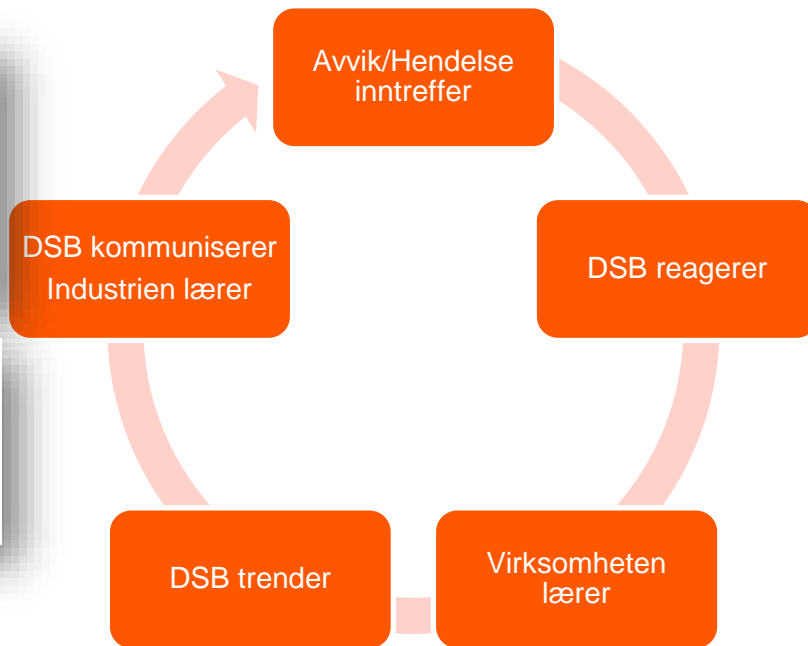 Avvik/Hendelse
inntreffer
DSB reagerer
Virksomheten
lærer
DSB trender
DSB kommuniserer
Industrien lærer